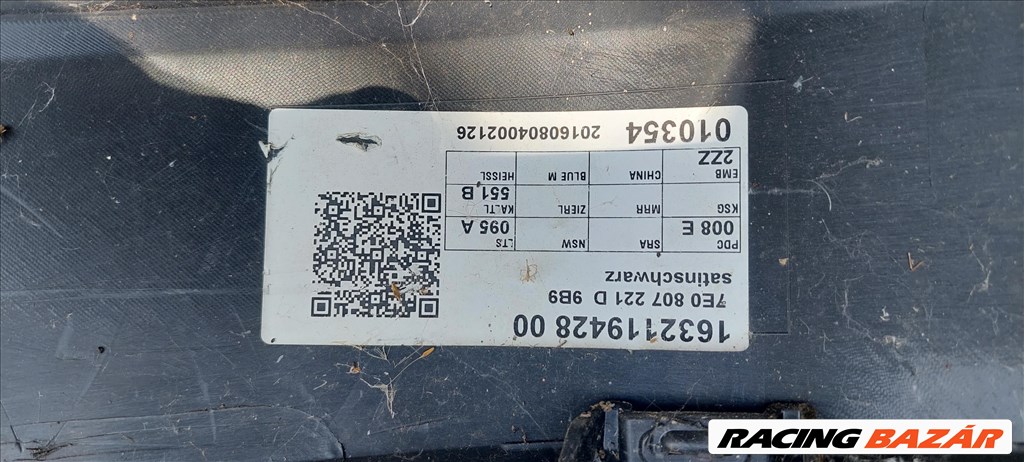 1632119428 00
7E0 807 221 D 9B9
satinschwarz
PDC SRA NSW LTS
008 E 095 A
KSG MRR ZIERL KA,TL
551,B
EMB CHINA BLUE M HEISSL
2ZZ
010354 20160804002126
RACING BAZÁR